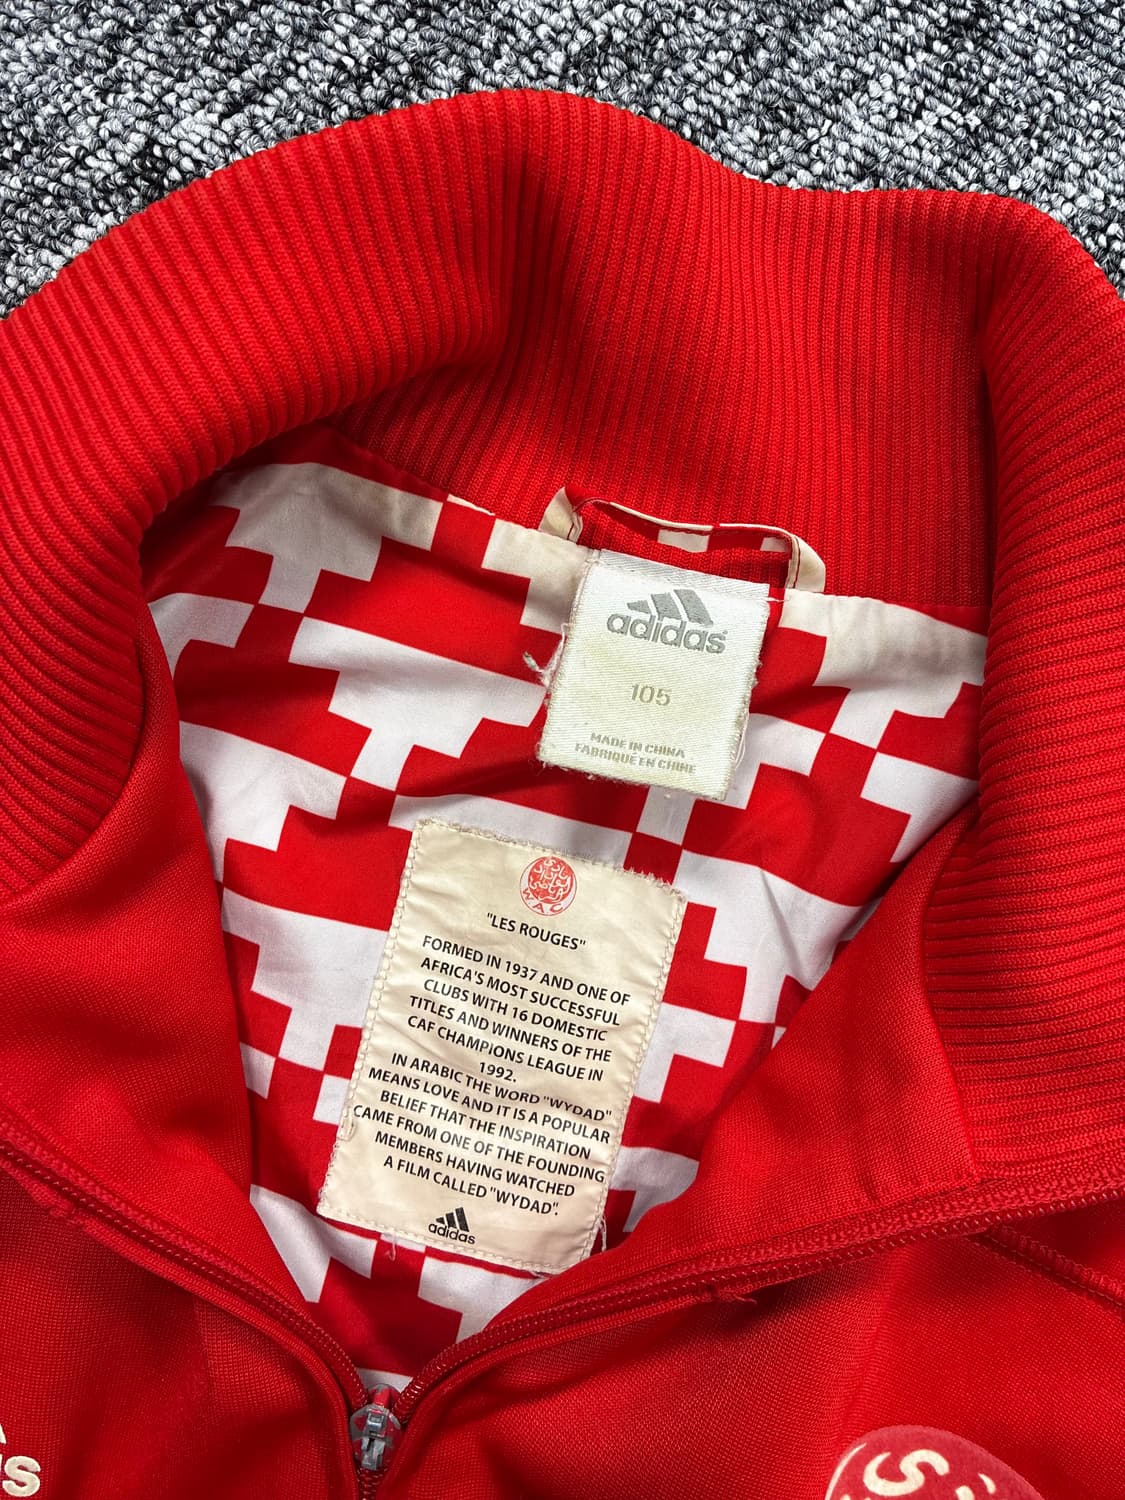 adidas
105
MADE IN CHINA
FABRIQUÉ EN CHINE
WAC
"LES ROUGES"
FORMED IN 1937 AND ONE OF
AFRICA'S MOST SUCCESSFUL
CLUBS WITH 16 DOMESTIC
TITLES AND WINNERS OF THE
CAF CHAMPIONS LEAGUE IN
1992.
IN ARABIC THE WORD "WYDAD"
MEANS LOVE AND IT IS A POPULAR
BELIEF THAT THE INSPIRATION
CAME FROM ONE OF THE FOUNDING
MEMBERS HAVING WATCHED
A FILM CALLED "WYDAD".
adidas